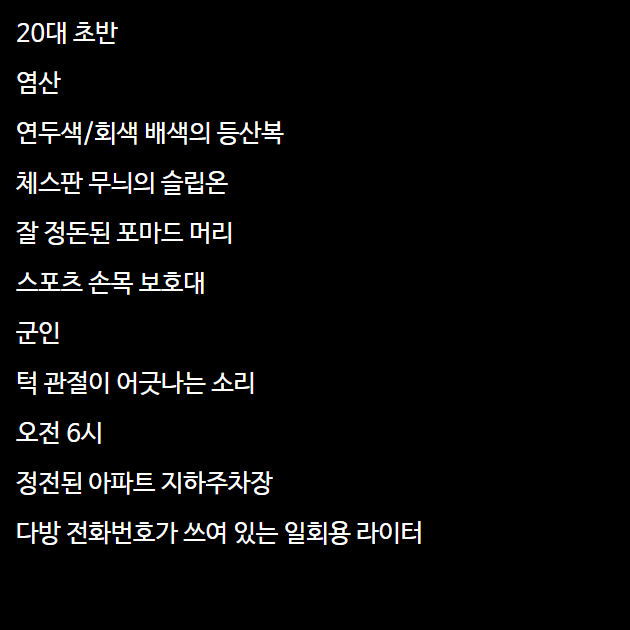 20대 초반
염산
연두색/회색 배색의 등산복
체스판 무늬의 슬립온
잘 정돈된 포마드 머리
스포츠 손목 보호대
군인
턱 관절이 어긋나는 소리
오전 6시
정전된 아파트 지하주차장
다방 전화번호가 쓰여 있는 일회용 라이터